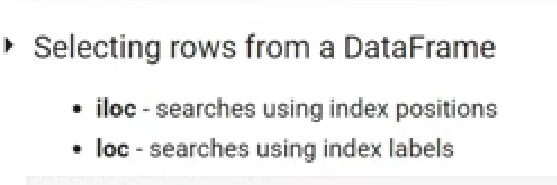 Selecting rows from a DataFrame
• iloc - searches using index positions
• loc - searches using index labels